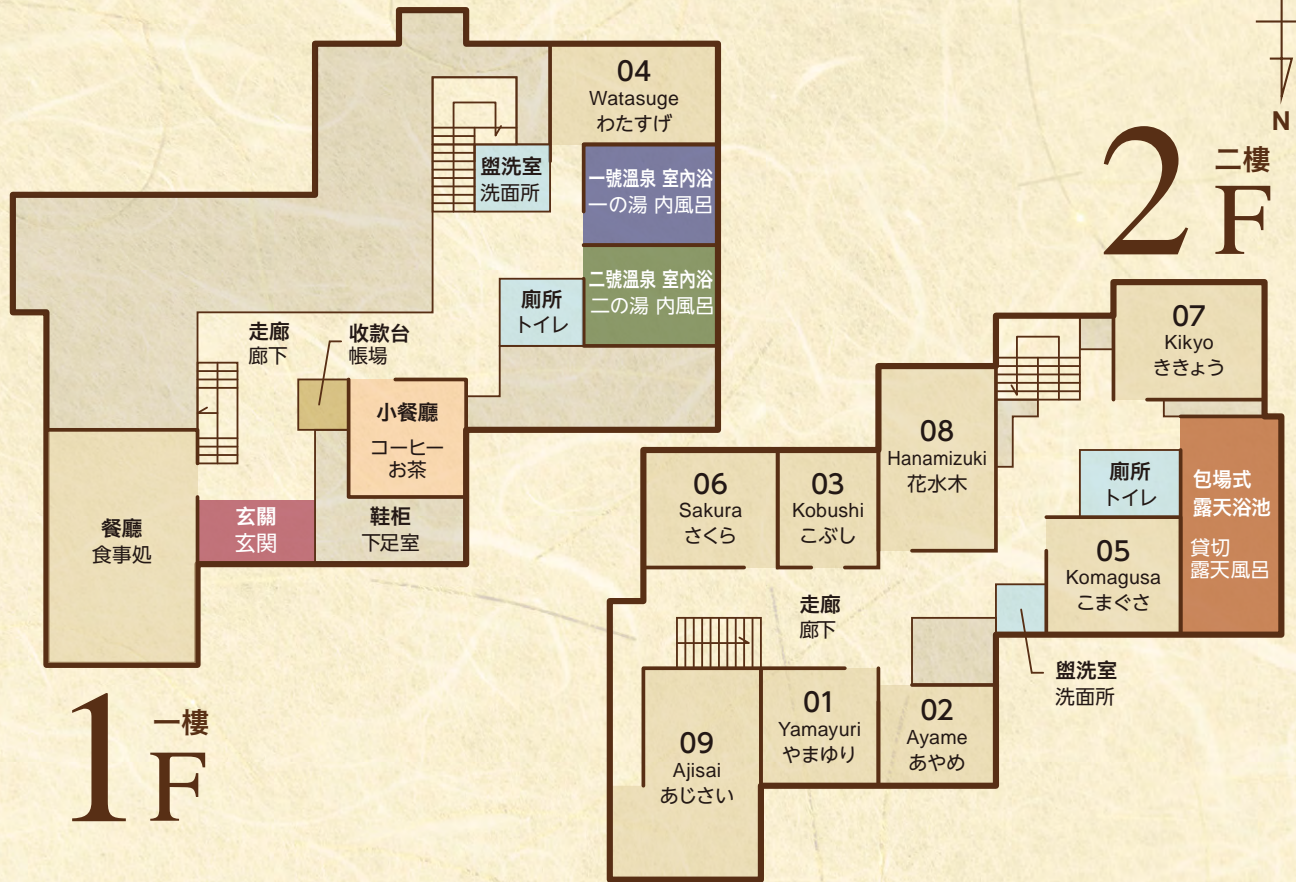 04
Watasuge
わたすげ
盥洗室
洗面所
一號溫泉 室內浴
一の湯 内風呂
二號溫泉 室內浴
二の湯 内風呂
廁所
トイレ
走廊
廊下
收款台
帳場
小餐廳
コーヒー
お茶
餐廳
食事処
玄關
玄関
鞋柜
下足室
1F
一樓
N
2F
二樓
07
Kikyo
ききょう
08
Hanamizuki
花水木
06
Sakura
さくら
03
Kobushi
こぶし
廁所
トイレ
包場式
露天浴池
貸切
露天風呂
05
Komagusa
こまぐさ
走廊
廊下
盥洗室
洗面所
09
Ajisai
あじさい
01
Yamayuri
やまゆり
02
Ayame
あやめ